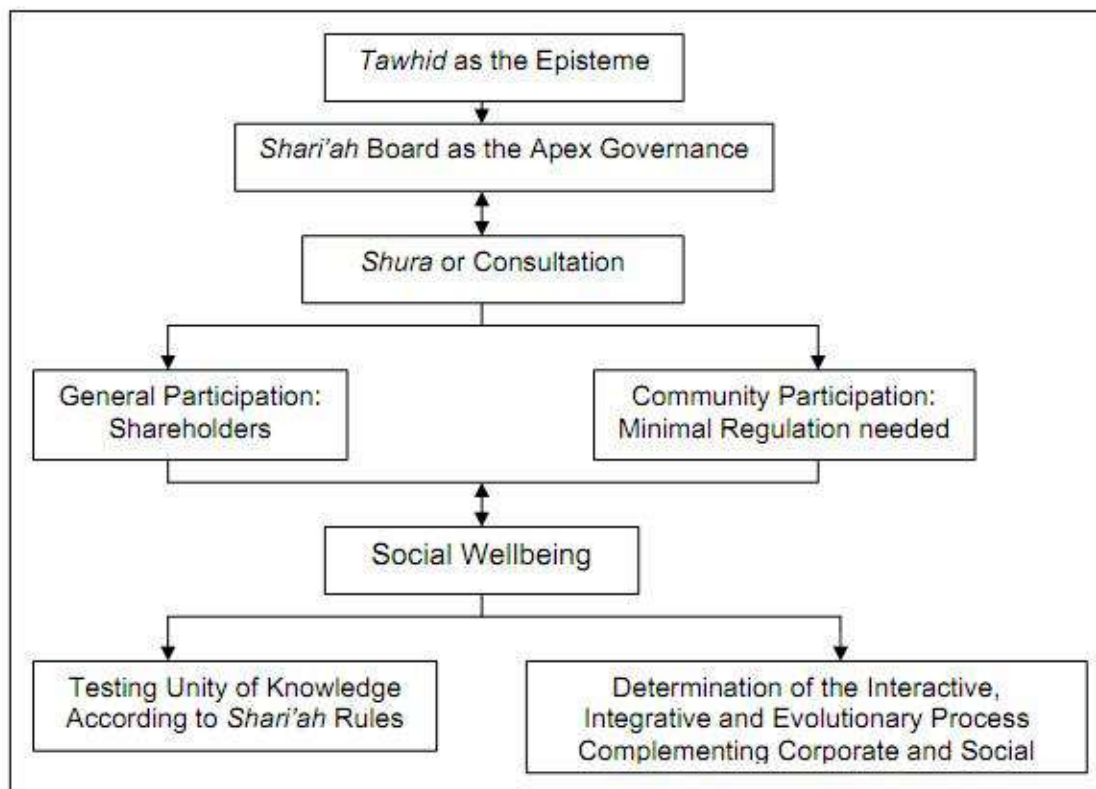 Tawhid as the Episteme
Shari'ah Board as the Apex Governance
Shura or Consultation
General Participation:
Shareholders
Community Participation:
Minimal Regulation needed
Social Wellbeing
Testing Unity of Knowledge
According to Shari'ah Rules
Determination of the Interactive,
Integrative and Evolutionary Process
Complementing Corporate and Social